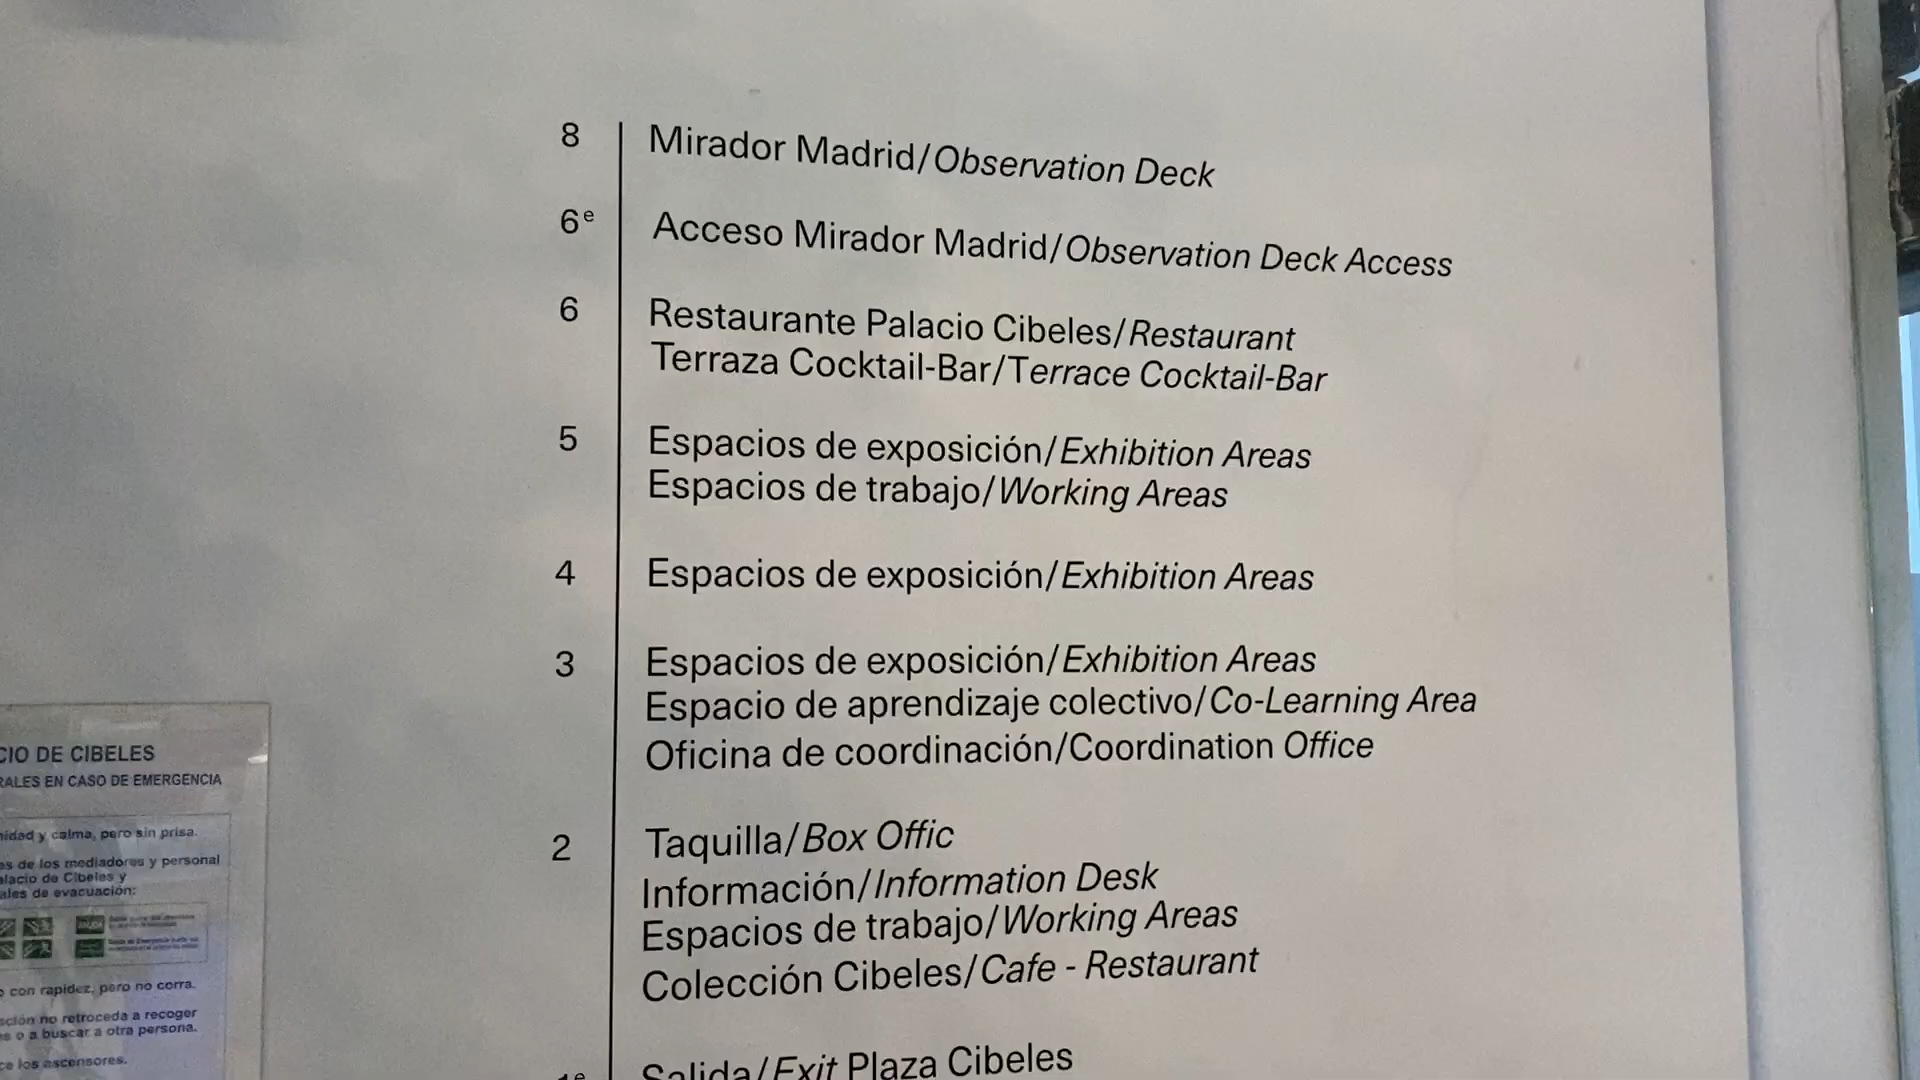 8 Mirador Madrid/Observation Deck
6e Acceso Mirador Madrid/Observation Deck Access
6 Restaurante Palacio Cibeles/Restaurant
Terraza Cocktail-Bar/Terrace Cocktail-Bar
5 Espacios de exposición/Exhibition Areas
Espacios de trabajo/Working Areas
4 Espacios de exposición/Exhibition Areas
3 Espacios de exposición/Exhibition Areas
Espacio de aprendizaje colectivo/Co-Learning Area
Oficina de coordinación/Coordination Office
2 Taquilla/Box Offic
Información/Information Desk
Espacios de trabajo/Working Areas
Colección Cibeles/Cafe - Restaurant
1e Salida/Exit Plaza Cibeles
CIO DE CIBELES
RALES EN CASO DE EMERGENCIA
nidad y calma, pero sin prisa.
es de los mediadores y personal
alacio de Cibeles y
ales de evacuación:
o con rapidez, pero no corra.
ación no retroceda a recoger
es o a buscar a otra persona.
ce los ascensores.